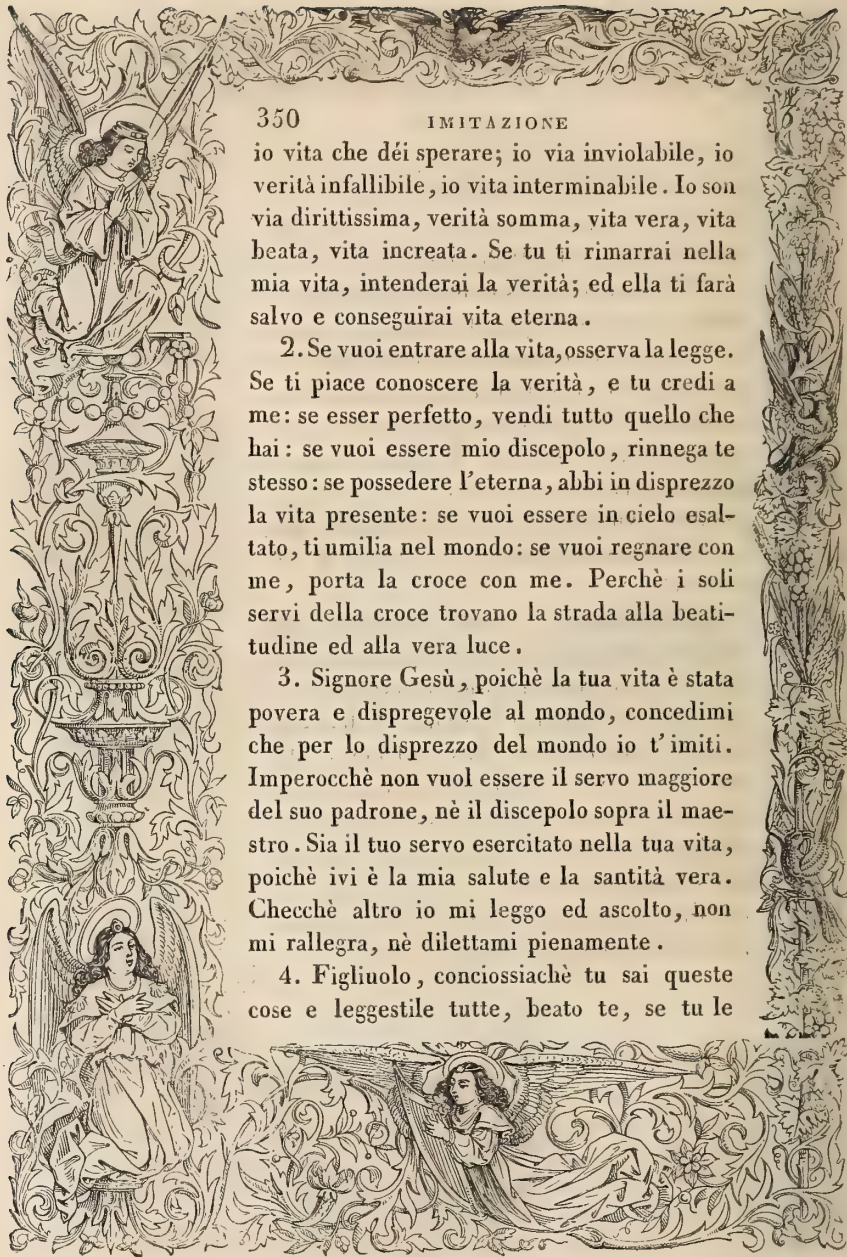 350 IMITAZIONE
io vita che déi sperare; io via inviolabile, io
verità infallibile, io vita interminabile. Io son
via dirittissima, verità somma, vita vera, vita
beata, vita increata. Se tu ti rimarrai nella
mia vita, intenderai la verità; ed ella ti farà
salvo e conseguirai vita eterna.
2. Se vuoi entrare alla vita, osserva la legge.
Se ti piace conoscere la verità, e tu credi a
me: se esser perfetto, vendi tutto quello che
hai: se vuoi essere mio discepolo, rinnega te
stesso: se possedere l'eterna, abbi in disprezzo
la vita presente: se vuoi essere in cielo esal-
tato, ti umilia nel mondo: se vuoi regnare con
me, porta la croce con me. Perchè i soli
servi della croce trovano la strada alla beati-
tudine ed alla vera luce.
3. Signore Gesù, poichè la tua vita è stata
povera e dispregevole al mondo, concedimi
che per lo disprezzo del mondo io t'imiti.
Imperocchè non vuol essere il servo maggiore
del suo padrone, nè il discepolo sopra il mae-
stro. Sia il tuo servo esercitato nella tua vita,
poichè ivi è la mia salute e la santità vera.
Checchè altro io mi leggo ed ascolto, non
mi rallegra, nè dilettami pienamente.
4. Figliuolo, conciossiachè tu sai queste
cose e leggestile tutte, beato te, se tu le